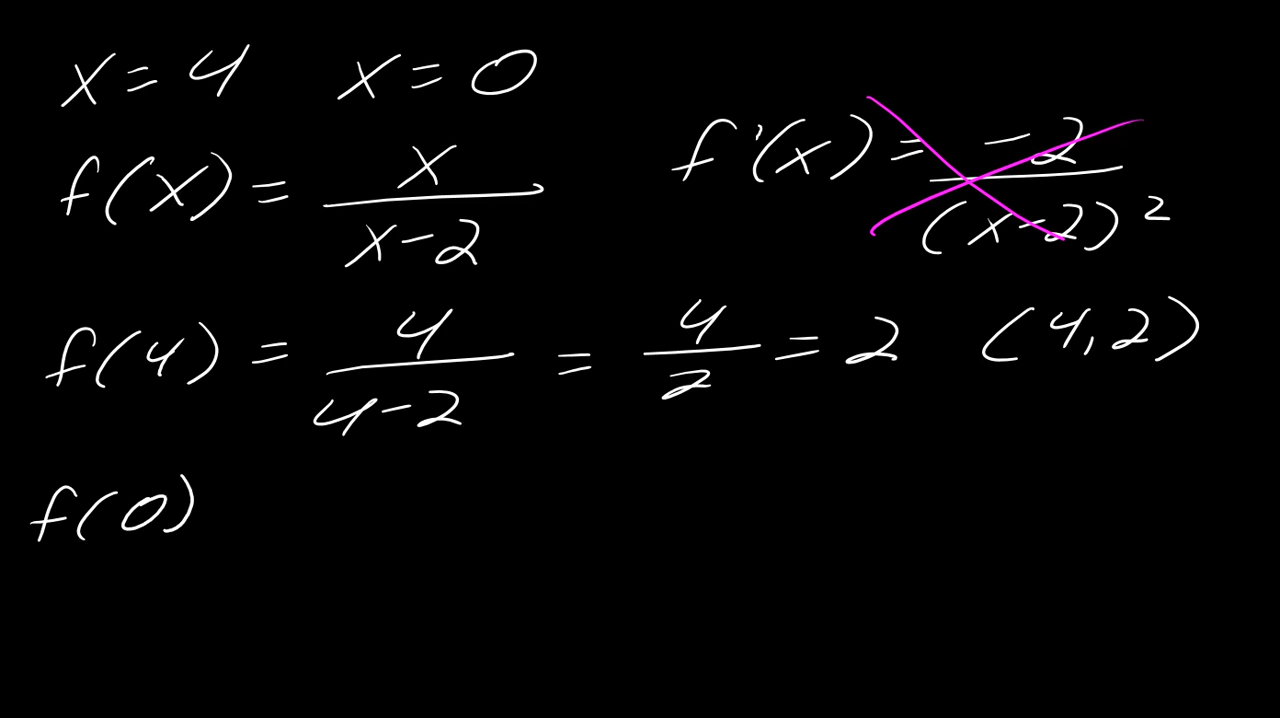 x = 4 x = 0
f(x) = x/(x-2) f'(x) = -2/(x-2)²
f(4) = 4/(4-2) = 4/2 = 2 (4,2)
f(0)